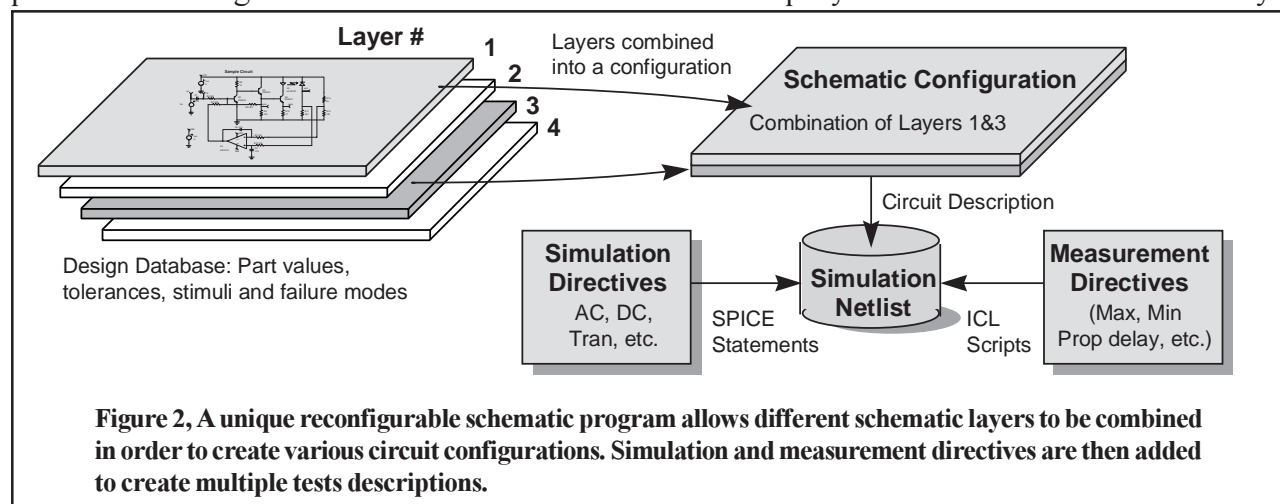 Layer #
1
2
3
4
Sample Circuit
Layers combined
into a configuration
Schematic Configuration
Combination of Layers 1&3
Circuit Description
Design Database: Part values,
tolerances, stimuli and failure modes
Simulation
Directives
AC, DC,
Tran, etc.
SPICE
Statements
Simulation
Netlist
ICL
Scripts
Measurement
Directives
(Max, Min
Prop delay, etc.)
Figure 2, A unique reconfigurable schematic program allows different schematic layers to be combined
in order to create various circuit configurations. Simulation and measurement directives are then added
to create multiple tests descriptions.